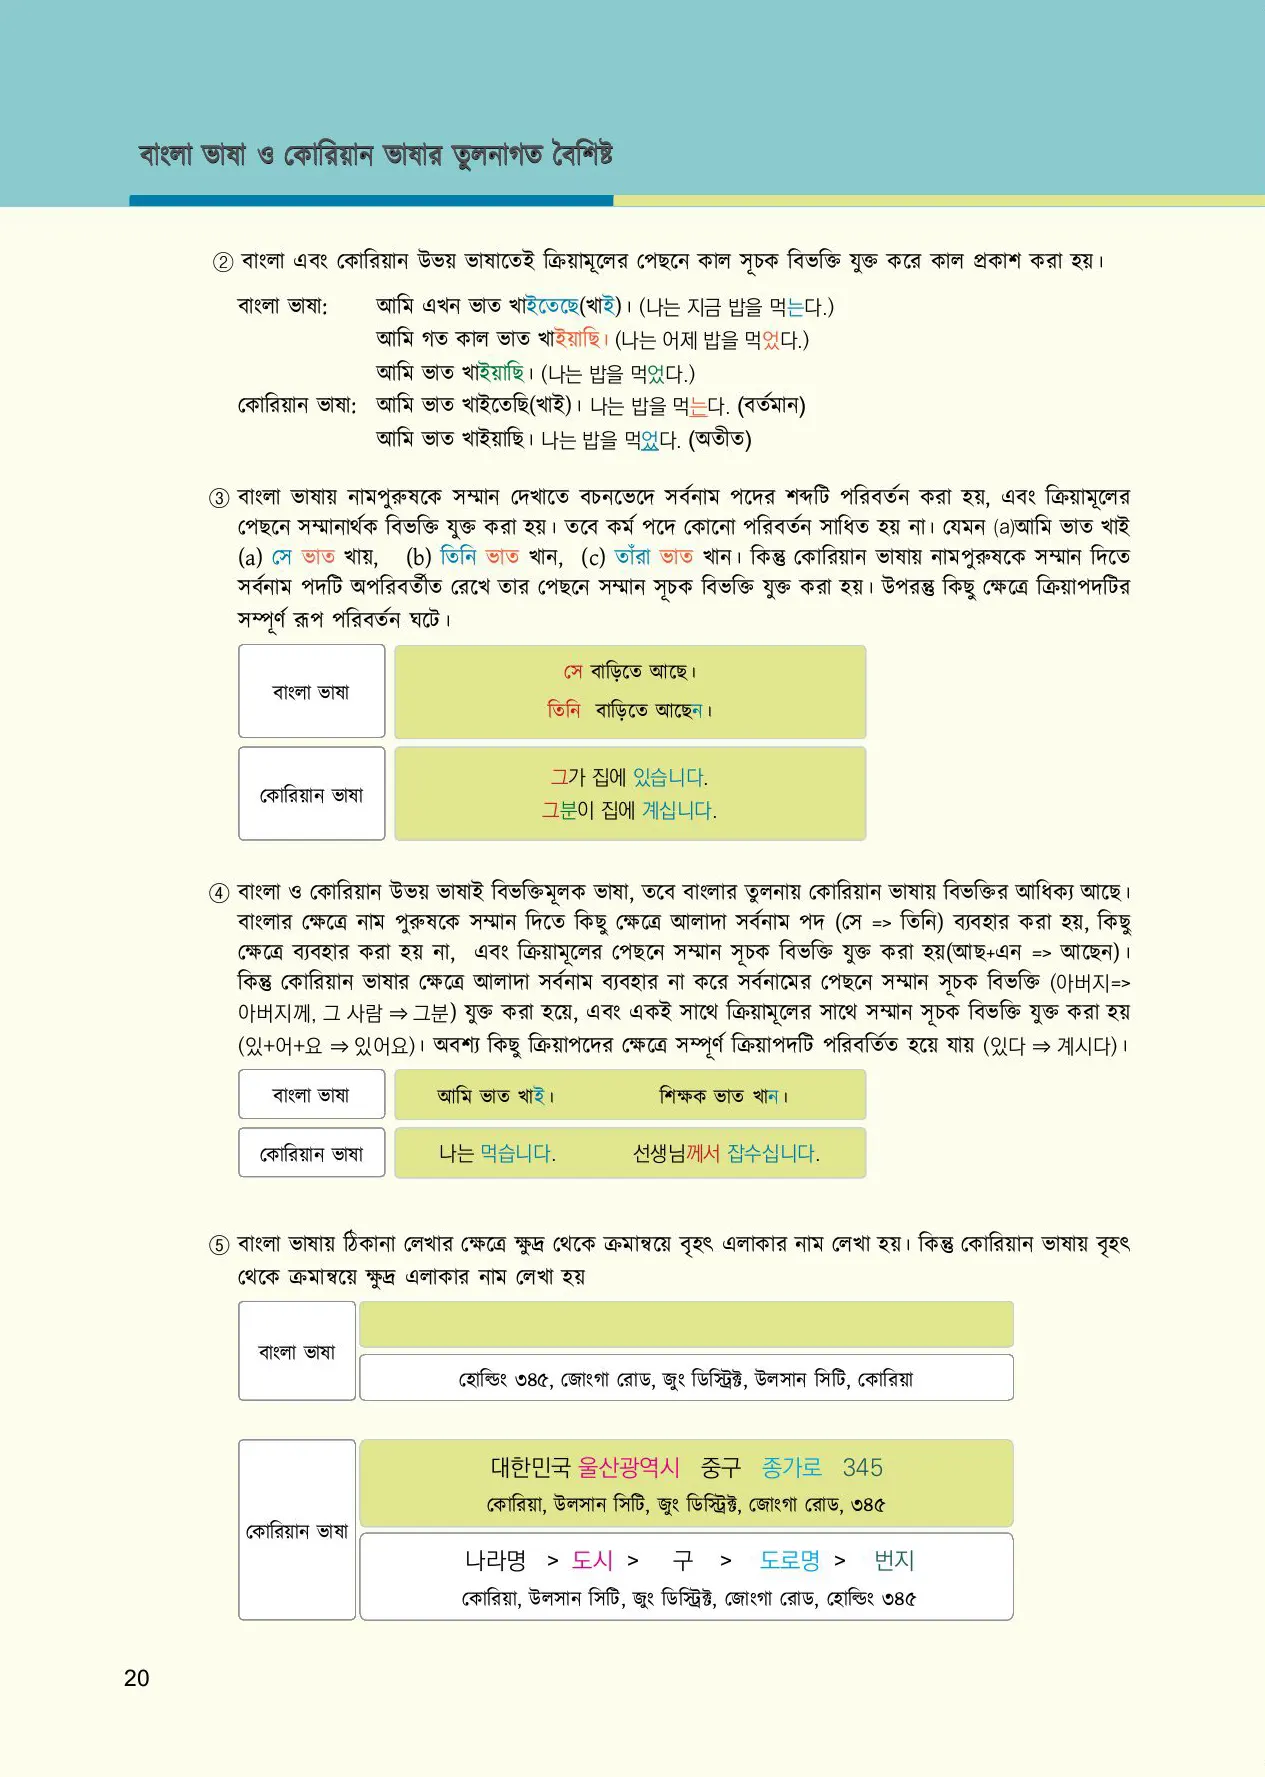 বাংলা ভাষা ও কোরিয়ান ভাষার তুলনাগত বৈশিষ্ট
② বাংলা এবং কোরিয়ান উভয় ভাষাতেই ক্রিয়ামূলের পেছনে কাল সূচক বিভক্তি যুক্ত করে কাল প্রকাশ করা হয়।
বাংলা ভাষা: আমি এখন ভাত খাইতেছে(খাই)। (나는 지금 밥을 먹는다.)
আমি গত কাল ভাত খাইয়াছি। (나는 어제 밥을 먹었다.)
আমি ভাত খাইয়াছি। (나는 밥을 먹었다.)
কোরিয়ান ভাষা: আমি ভাত খাইতেছি(খাই)। 나는 밥을 먹는다. (বর্তমান)
আমি ভাত খাইয়াছি। 나는 밥을 먹었다. (অতীত)
③ বাংলা ভাষায় নামপুরুষকে সম্মান দেখাতে বচনভেদে সর্বনাম পদের শব্দটি পরিবর্তন করা হয়, এবং ক্রিয়ামূলের
পেছনে সম্মানার্থক বিভক্তি যুক্ত করা হয়। তবে কর্ম পদে কোনো পরিবর্তন সাধিত হয় না। যেমন (a)আমি ভাত খাই
(a) সে ভাত খায়, (b) তিনি ভাত খান, (c) তাঁরা ভাত খান। কিন্তু কোরিয়ান ভাষায় নামপুরুষকে সম্মান দিতে
সর্বনাম পদটি অপরিবর্তীত রেখে তার পেছনে সম্মান সূচক বিভক্তি যুক্ত করা হয়। উপরন্তু কিছু ক্ষেত্রে ক্রিয়াপদটির
সম্পূর্ণ রূপ পরিবর্তন ঘটে।
বাংলা ভাষা
সে বাড়িতে আছে।
তিনি বাড়িতে আছেন।
কোরিয়ান ভাষা
그가 집에 있습니다.
그분이 집에 계십니다.
④ বাংলা ও কোরিয়ান উভয় ভাষাই বিভক্তিমূলক ভাষা, তবে বাংলার তুলনায় কোরিয়ান ভাষায় বিভক্তির আধিক্য আছে।
বাংলার ক্ষেত্রে নাম পুরুষকে সম্মান দিতে কিছু ক্ষেত্রে আলাদা সর্বনাম পদ (সে => তিনি) ব্যবহার করা হয়, কিছু
ক্ষেত্রে ব্যবহার করা হয় না, এবং ক্রিয়ামূলের পেছনে সম্মান সূচক বিভক্তি যুক্ত করা হয়(আছ+এন => আছেন)।
কিন্তু কোরিয়ান ভাষার ক্ষেত্রে আলাদা সর্বনাম ব্যবহার না করে সর্বনামের পেছনে সম্মান সূচক বিভক্তি (아버지=>
아버지께, 그 사람 ⇒ 그분) যুক্ত করা হয়ে, এবং একই সাথে ক্রিয়ামূলের সাথে সম্মান সূচক বিভক্তি যুক্ত করা হয়
(있+어+요 ⇒ 있어요)। অবশ্য কিছু ক্রিয়াপদের ক্ষেত্রে সম্পূর্ণ ক্রিয়াপদটি পরিবর্তিত হয়ে যায় (있다 ⇒ 계시다)।
বাংলা ভাষা আমি ভাত খাই। শিক্ষক ভাত খান।
কোরিয়ান ভাষা 나는 먹습니다. 선생님께서 잡수십니다.
⑤ বাংলা ভাষায় ঠিকানা লেখার ক্ষেত্রে ক্ষুদ্র থেকে ক্রমান্বয়ে বৃহৎ এলাকার নাম লেখা হয়। কিন্তু কোরিয়ান ভাষায় বৃহৎ
থেকে ক্রমান্বয়ে ক্ষুদ্র এলাকার নাম লেখা হয়
বাংলা ভাষা
হোল্ডিং ৩৪৫, জোংগা রোড, জুং ডিস্ট্রিক্ট, উলসান সিটি, কোরিয়া
কোরিয়ান ভাষা
대한민국 울산광역시 중구 종가로 345
কোরিয়া, উলসান সিটি, জুং ডিস্ট্রিক্ট, জোংগা রোড, ৩৪৫
나라명 > 도시 > 구 > 도로명 > 번지
কোরিয়া, উলসান সিটি, জুং ডিস্ট্রিক্ট, জোংগা রোড, হোল্ডিং ৩৪৫
20